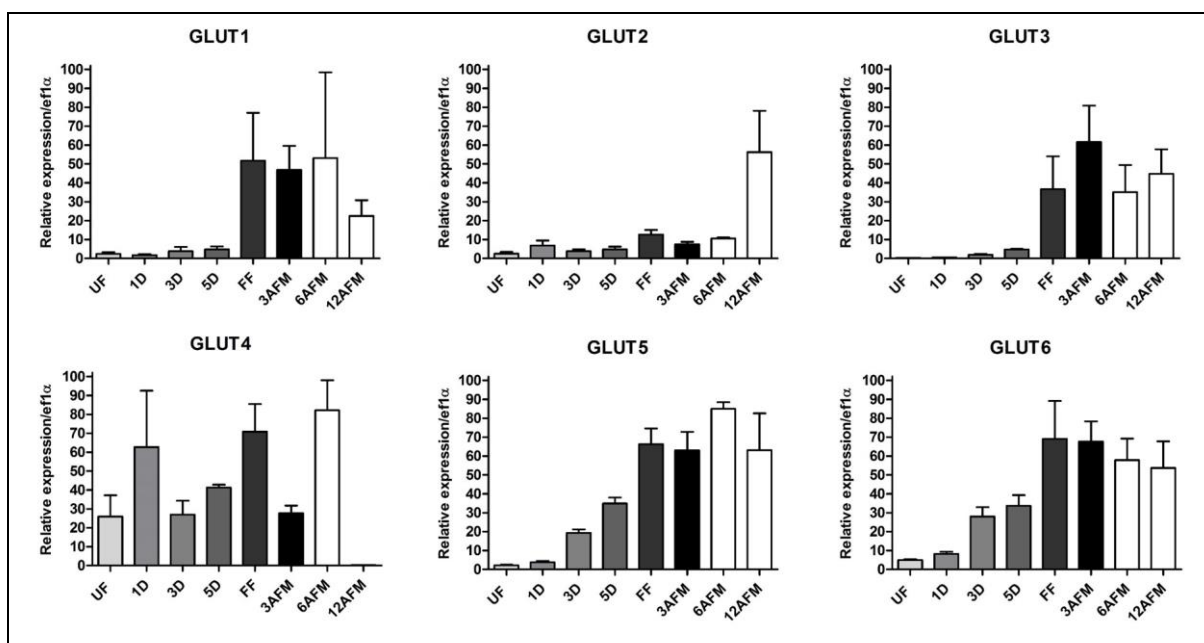 GLUT1
Relative expression/ef1α
100
90
80
70
60
50
40
30
20
10
0
UF
1D
3D
5D
FF
3AFM
6AFM
12AFM
GLUT2
Relative expression/ef1α
100
90
80
70
60
50
40
30
20
10
0
UF
1D
3D
5D
FF
3AFM
6AFM
12AFM
GLUT3
Relative expression/ef1α
100
90
80
70
60
50
40
30
20
10
0
UF
1D
3D
5D
FF
3AFM
6AFM
12AFM
GLUT4
Relative expression/ef1α
100
90
80
70
60
50
40
30
20
10
0
UF
1D
3D
5D
FF
3AFM
6AFM
12AFM
GLUT5
Relative expression/ef1α
100
90
80
70
60
50
40
30
20
10
0
UF
1D
3D
5D
FF
3AFM
6AFM
12AFM
GLUT6
Relative expression/ef1α
100
90
80
70
60
50
40
30
20
10
0
UF
1D
3D
5D
FF
3AFM
6AFM
12AFM